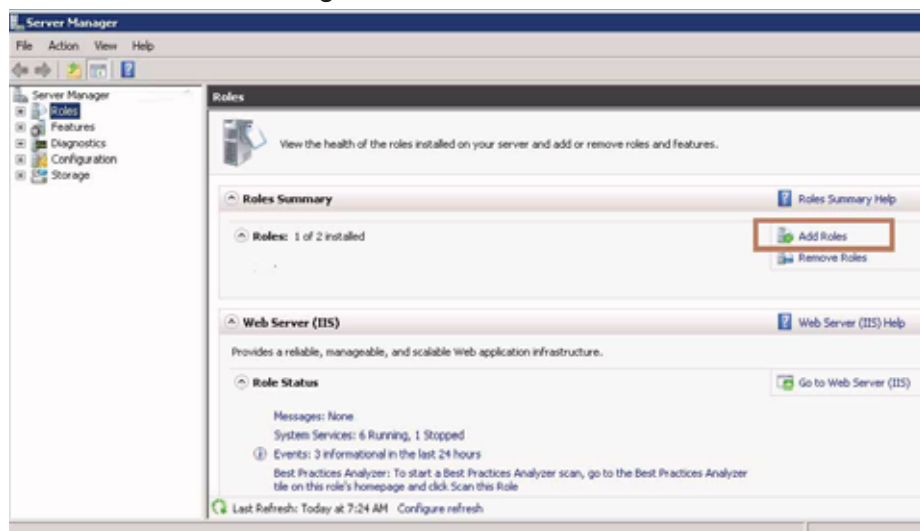 Server Manager
File Action View Help
Server Manager
Roles
Features
Diagnostics
Configuration
Storage
Roles
View the health of the roles installed on your server and add or remove roles and features.
Roles Summary
Roles Summary Help
Roles: 1 of 2 installed
Add Roles
Remove Roles
Web Server (IIS)
Web Server (IIS) Help
Provides a reliable, manageable, and scalable Web application infrastructure.
Role Status
Go to Web Server (IIS)
Messages: None
System Services: 6 Running, 1 Stopped
Events: 3 informational in the last 24 hours
Best Practices Analyzer: To start a Best Practices Analyzer scan, go to the Best Practices Analyzer
tile on this role's homepage and click Scan this Role
Last Refresh: Today at 7:24 AM Configure refresh